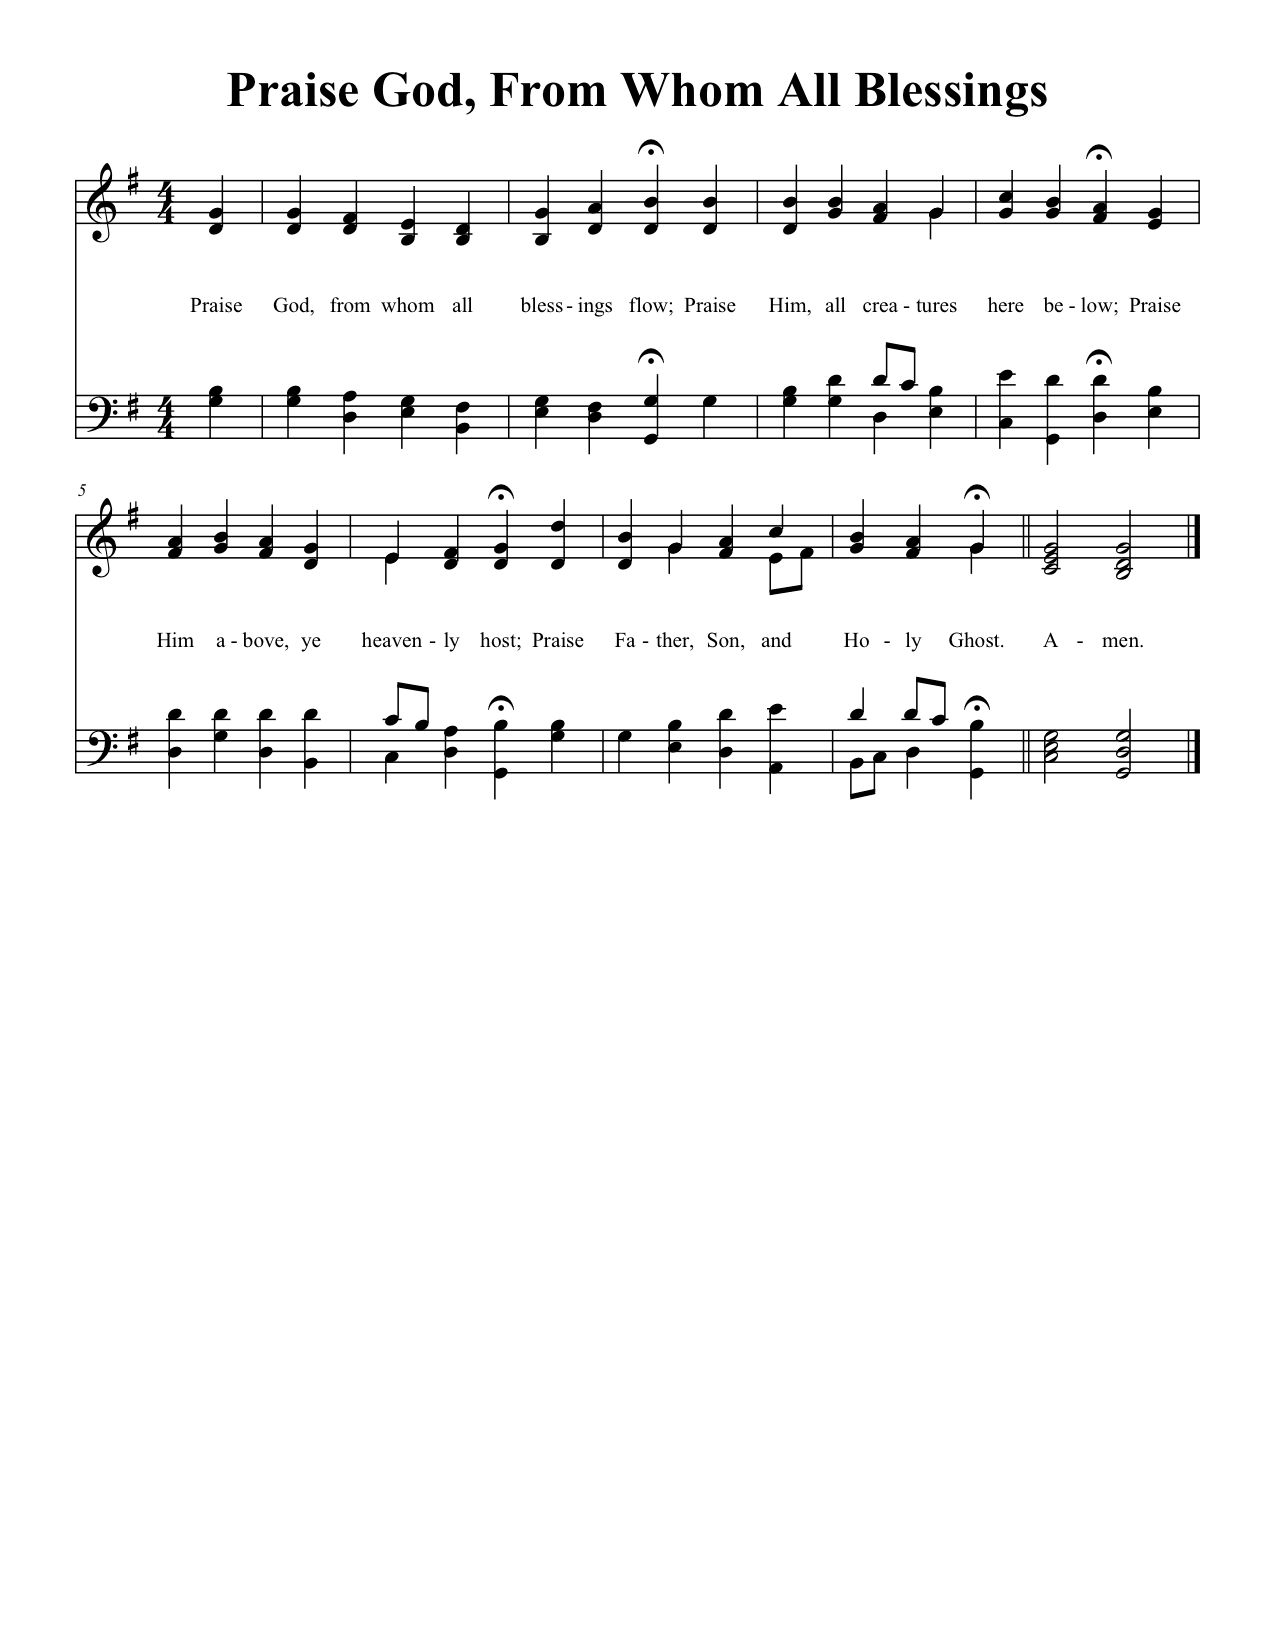 Praise God, From Whom All Blessings
4
4
Praise God, from whom all bless - ings flow; Praise Him, all crea - tures here be - low; Praise
4
4
5
Him a - bove, ye heaven - ly host; Praise Fa - ther, Son, and Ho - ly Ghost. A - men.